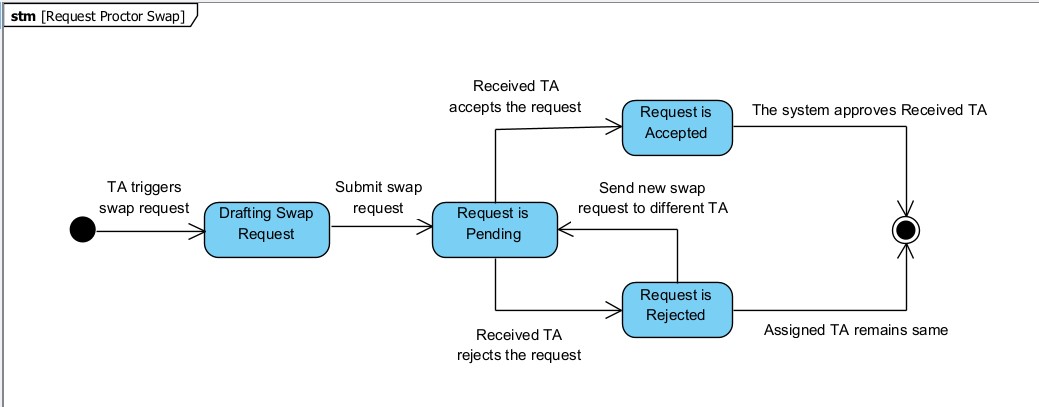 stm [Request Proctor Swap]
Received TA
accepts the request
Request is
Accepted
The system approves Received TA
TA triggers
swap request
Drafting Swap
Request
Submit swap
request
Request is
Pending
Send new swap
request to different TA
Request is
Rejected
Received TA
rejects the request
Assigned TA remains same